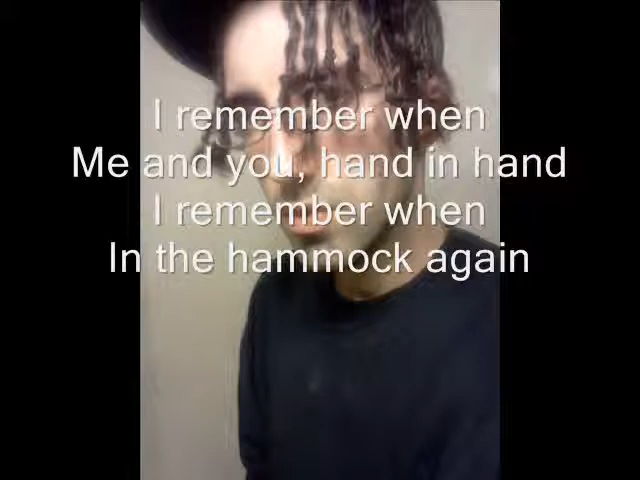 I remember when
Me and you, hand in hand
I remember when
In the hammock again